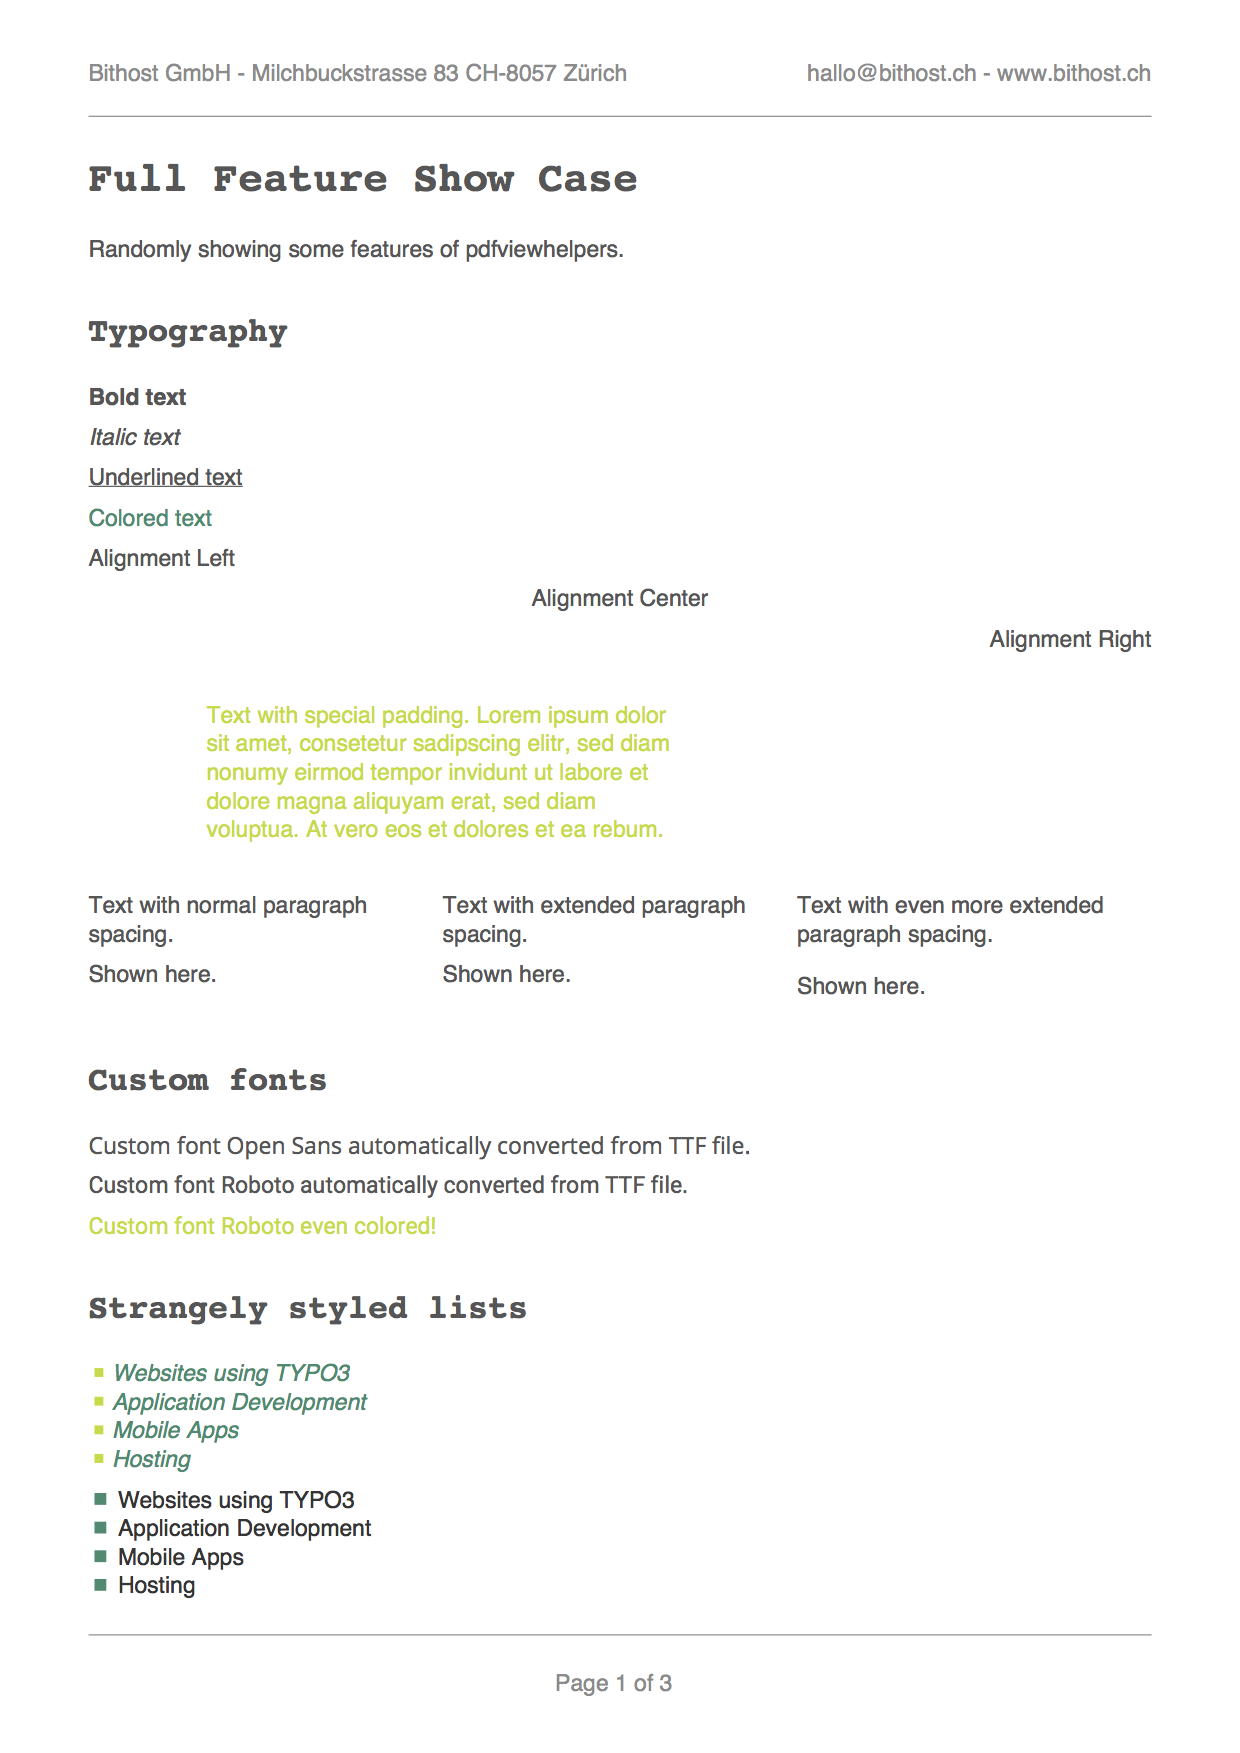 Bithost GmbH - Milchbuckstrasse 83 CH-8057 Zürich
hallo@bithost.ch - www.bithost.ch
Full Feature Show Case
Randomly showing some features of pdfviewhelpers.
Typography
Bold text
Italic text
Underlined text
Colored text
Alignment Left
Alignment Center
Alignment Right
Text with special padding. Lorem ipsum dolor
sit amet, consetetur sadipscing elitr, sed diam
nonumy eirmod tempor invidunt ut labore et
dolore magna aliquyam erat, sed diam
voluptua. At vero eos et dolores et ea rebum.
Text with normal paragraph
spacing.
Shown here.
Text with extended paragraph
spacing.
Shown here.
Text with even more extended
paragraph spacing.
Shown here.
Custom fonts
Custom font Open Sans automatically converted from TTF file.
Custom font Roboto automatically converted from TTF file.
Custom font Roboto even colored!
Strangely styled lists
Websites using TYPO3
Application Development
Mobile Apps
Hosting
Websites using TYPO3
Application Development
Mobile Apps
Hosting
Page 1 of 3